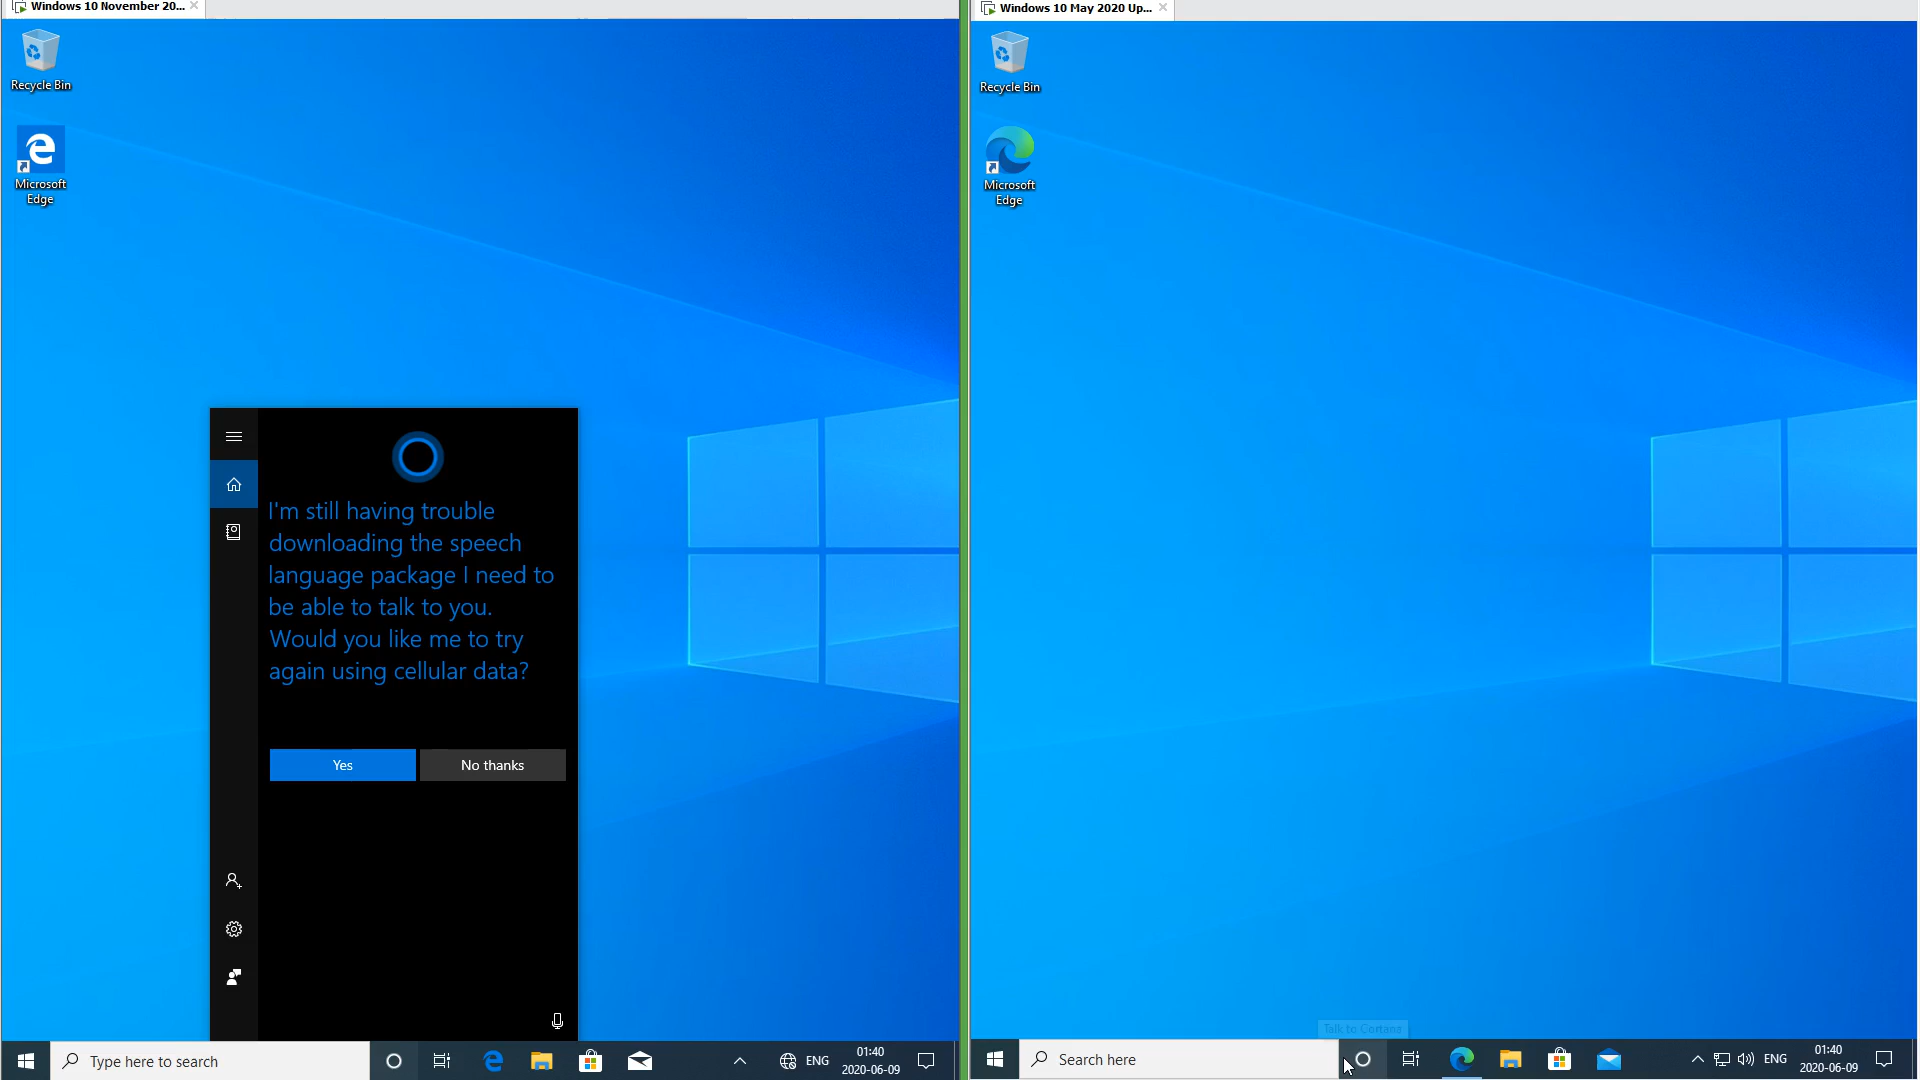 Windows 10 November 20...
Recycle Bin
Microsoft
Edge
I'm still having trouble
downloading the speech
language package I need to
be able to talk to you.
Would you like me to try
again using cellular data?
Yes
No thanks
Type here to search
ENG
01:40
2020-06-09
Windows 10 May 2020 Up...
Recycle Bin
Microsoft
Edge
Talk to Cortana
Search here
ENG
01:40
2020-06-09